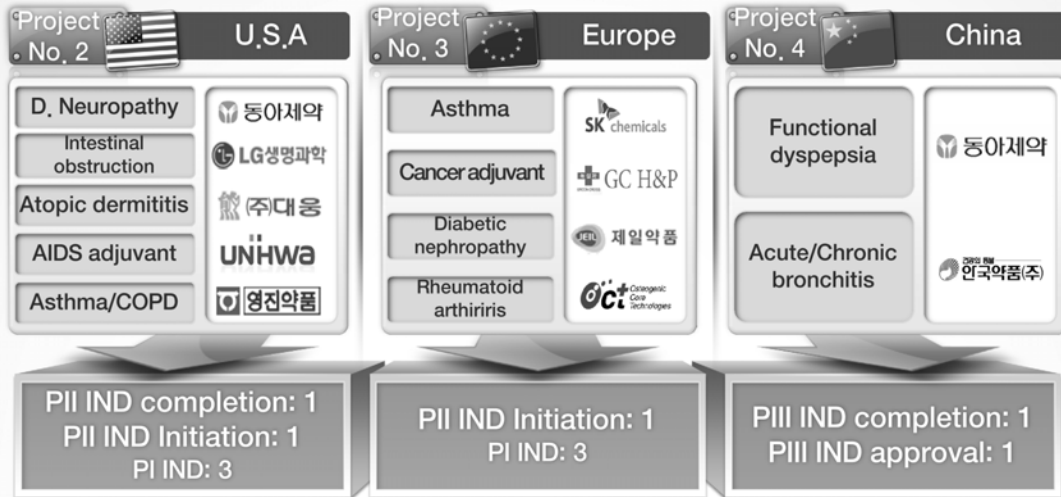 Project No. 2
U.S.A
D. Neuropathy
Intestinal
obstruction
Atopic dermititis
AIDS adjuvant
Asthma/COPD
동아제약
LG생명과학
(주)대웅
UNHWA
영진약품
PII IND completion: 1
PII IND Initiation: 1
PI IND: 3
Project No. 3
Europe
Asthma
Cancer adjuvant
Diabetic
nephropathy
Rheumatoid
arthiriris
SK chemicals
GC H&P
JEIL 제일약품
Oct Osteogenic
Core
Technologies
PII IND Initiation: 1
PI IND: 3
Project No. 4
China
Functional
dyspepsia
Acute/Chronic
bronchitis
동아제약
한국약품(주)
PIII IND completion: 1
PIII IND approval: 1